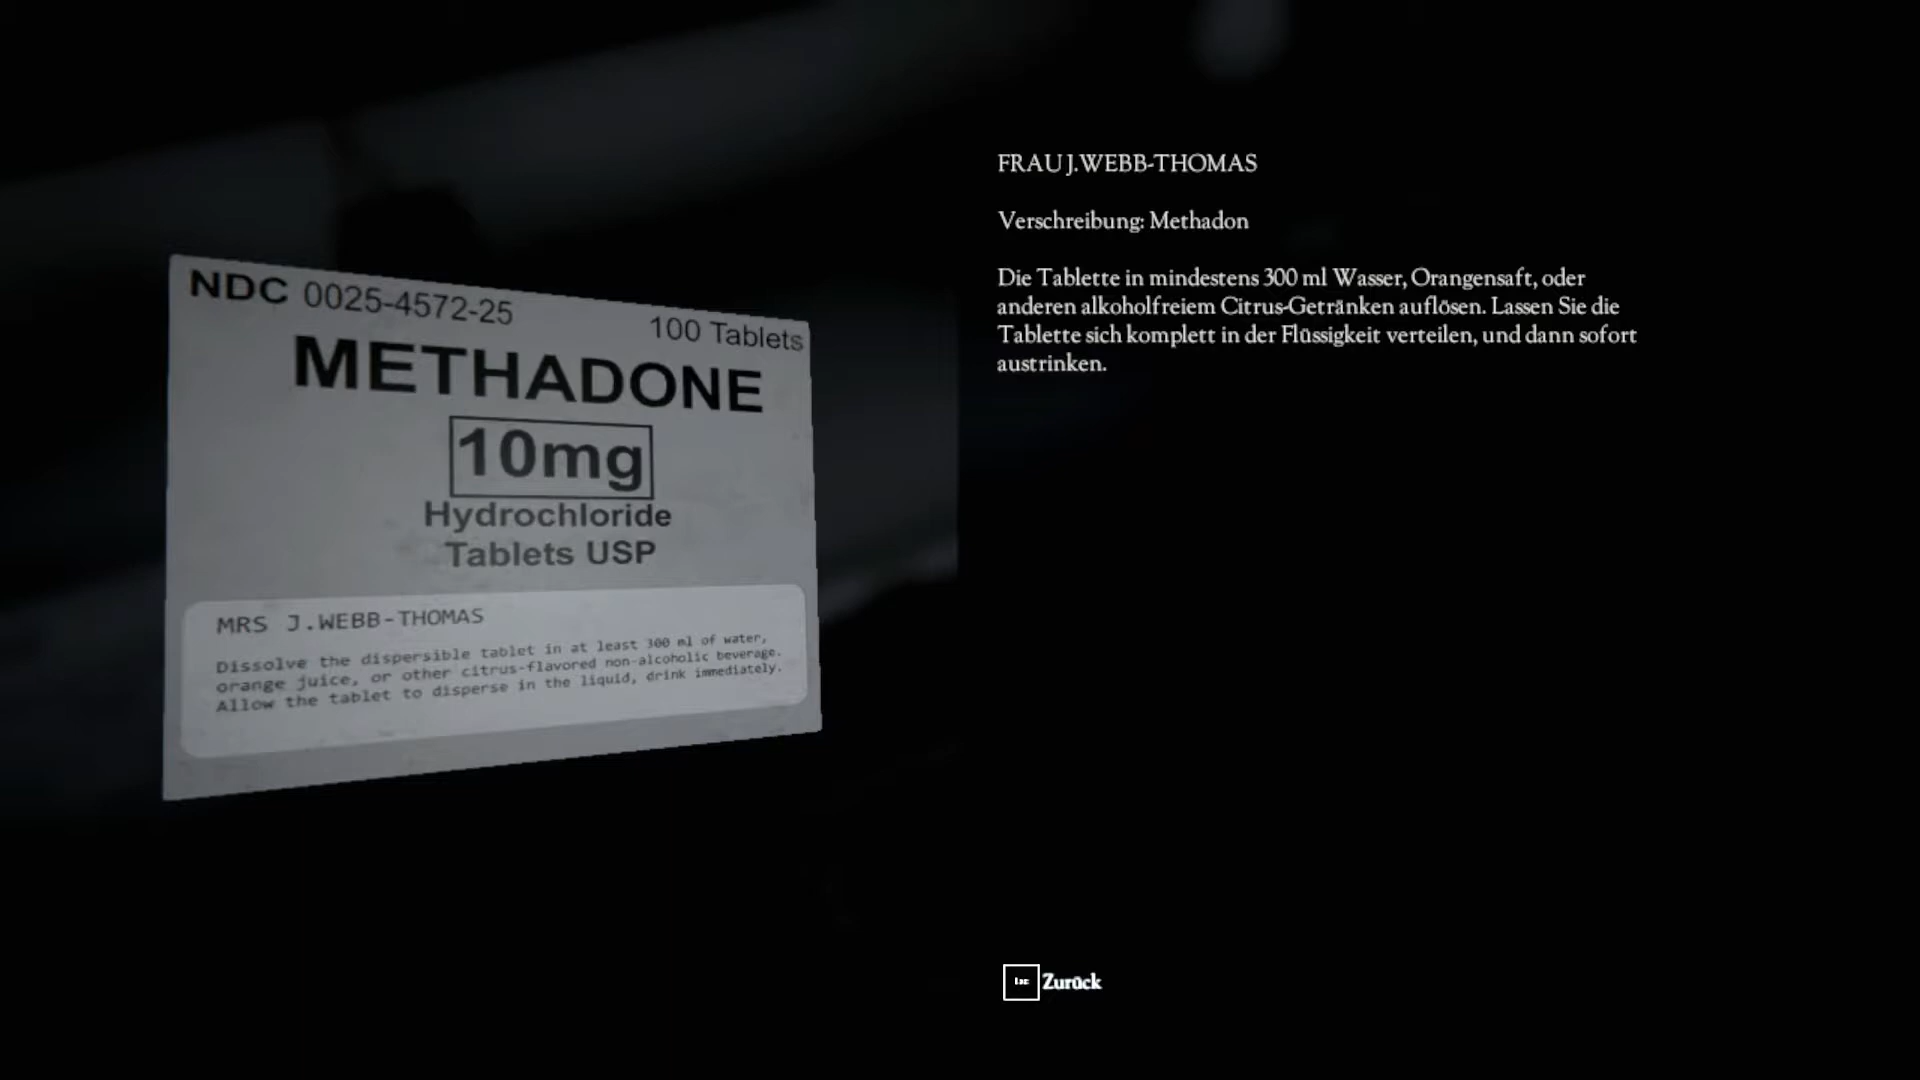 NDC 0025-4572-25
100 Tablets
METHADONE
10mg
Hydrochloride
Tablets USP
MRS J.WEBB-THOMAS
Dissolve the dispersible tablet in at least 300 ml of water,
orange juice, or other citrus-flavored non-alcoholic beverage.
Allow the tablet to disperse in the liquid, drink immediately.
FRAU J.WEBB-THOMAS
Verschreibung: Methadon
Die Tablette in mindestens 300 ml Wasser, Orangensaft, oder
anderen alkoholfreiem Citrus-Getränken auflösen. Lassen Sie die
Tablette sich komplett in der Flüssigkeit verteilen, und dann sofort
austrinken.
Zurück